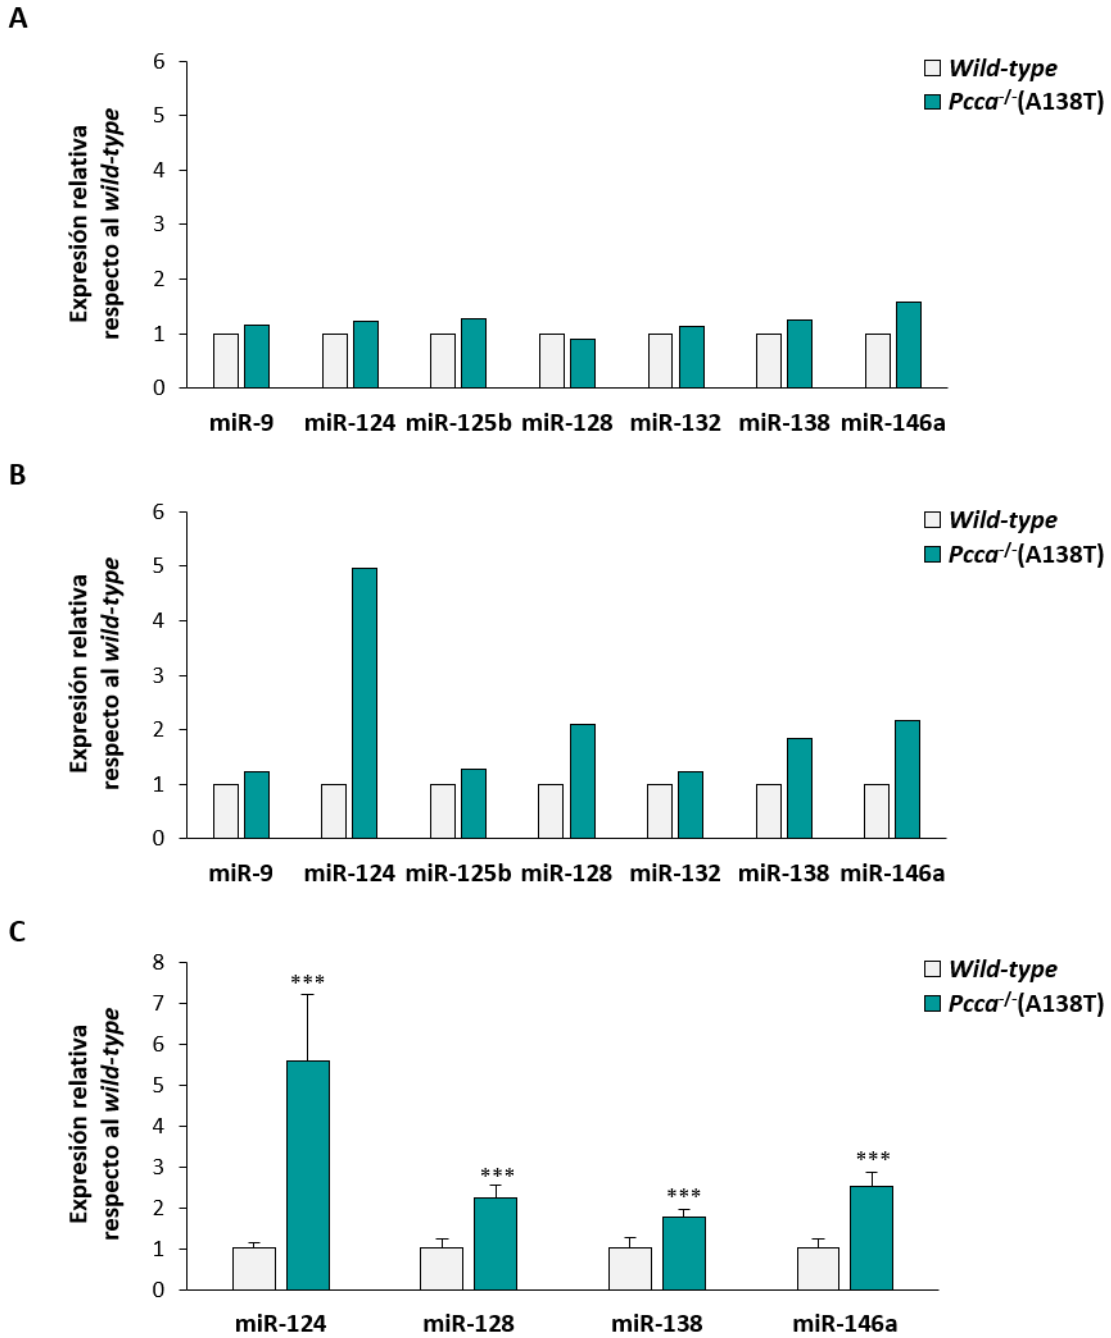 A
Expresión relativa
respecto al wild-type
6
5
4
3
2
1
0
Wild-type
Pcca-/-(A138T)
miR-9 miR-124 miR-125b miR-128 miR-132 miR-138 miR-146a
B
Expresión relativa
respecto al wild-type
6
5
4
3
2
1
0
Wild-type
Pcca-/-(A138T)
miR-9 miR-124 miR-125b miR-128 miR-132 miR-138 miR-146a
C
Expresión relativa
respecto al wild-type
8
7
6
5
4
3
2
1
0
***
***
***
***
Wild-type
Pcca-/-(A138T)
miR-124 miR-128 miR-138 miR-146a